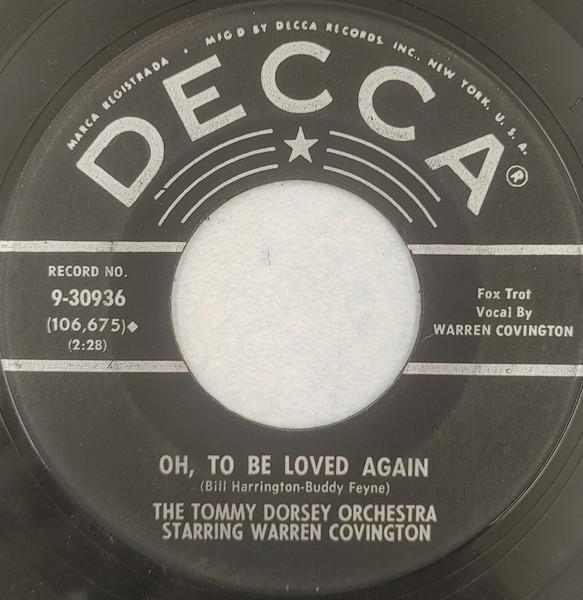 MARCA REGISTRADA • MFG'D BY DECCA RECORDS, INC., NEW YORK, U. S. A.
DECCA®
RECORD NO.
9-30936
(106,675)◆
(2:28)
Fox Trot
Vocal By
WARREN COVINGTON
OH, TO BE LOVED AGAIN
(Bill Harrington-Buddy Feyne)
THE TOMMY DORSEY ORCHESTRA
STARRING WARREN COVINGTON